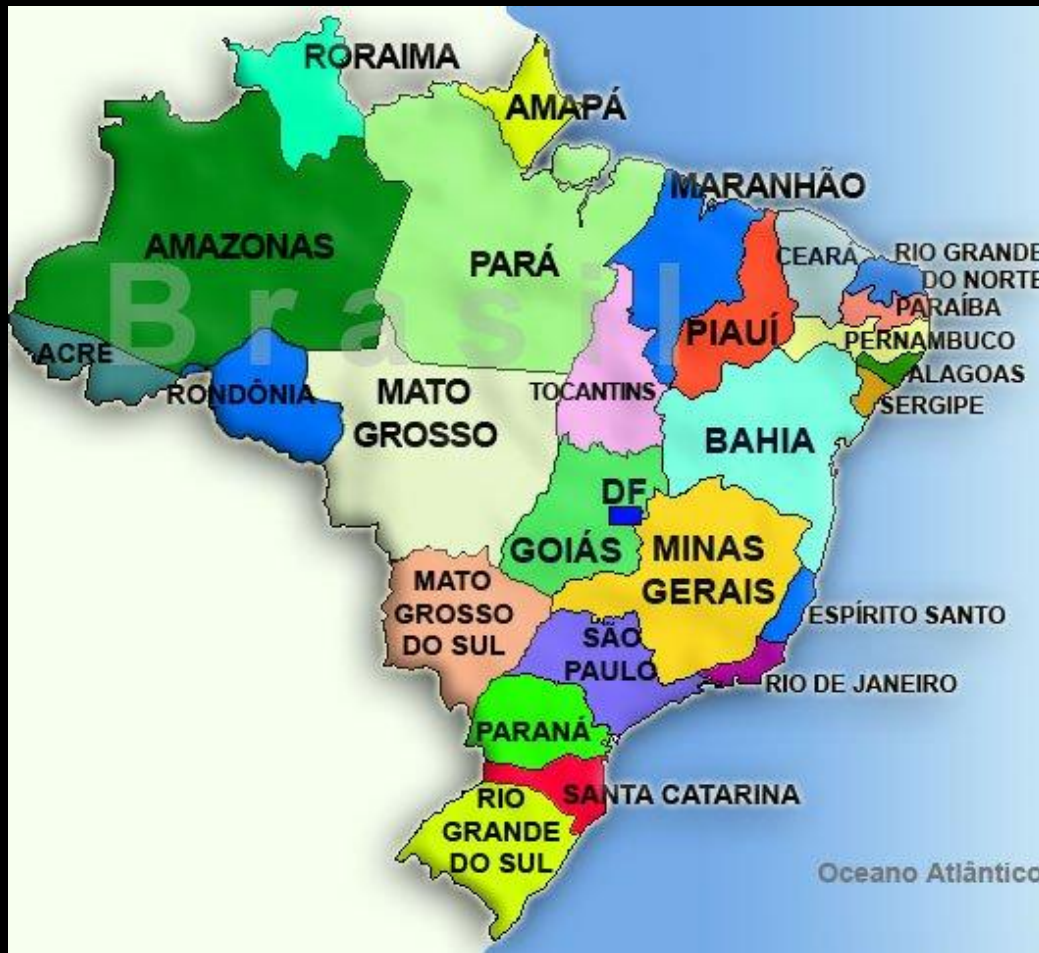 RORAIMA
AMAPÁ
MARANHÃO
AMAZONAS
PARÁ
CEARÁ
RIO GRANDE
DO NORTE
Brasil
PARAÍBA
PIAUÍ
PERNAMBUCO
ACRE
ALAGOAS
RONDÔNIA
MATO
GROSSO
TOCANTINS
SERGIPE
BAHIA
DF
GOIÁS
MINAS
GERAIS
MATO
GROSSO
DO SUL
ESPÍRITO SANTO
SÃO
PAULO
RIO DE JANEIRO
PARANÁ
SANTA CATARINA
RIO
GRANDE
DO SUL
Oceano Atlântico